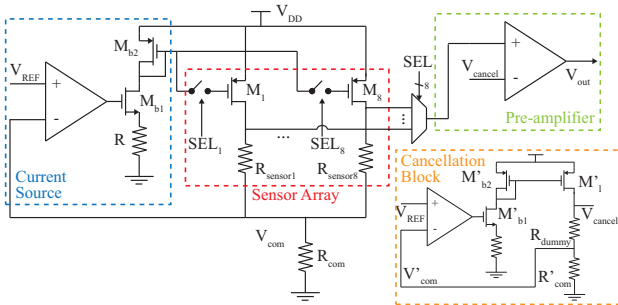 V_DD
M_b2
V_REF
+
-
M_b1
R
Current
Source
M_1
SEL_1
R_sensor1
...
M_8
SEL_8
R_sensor8
Sensor Array
SEL
8
...
+
V_cancel
-
V_out
Pre-amplifier
V_com
R_com
Cancellation
Block
M'_b2
M'_1
V_REF
+
-
M'_b1
V_cancel
R_dummy
V'_com
R'_com